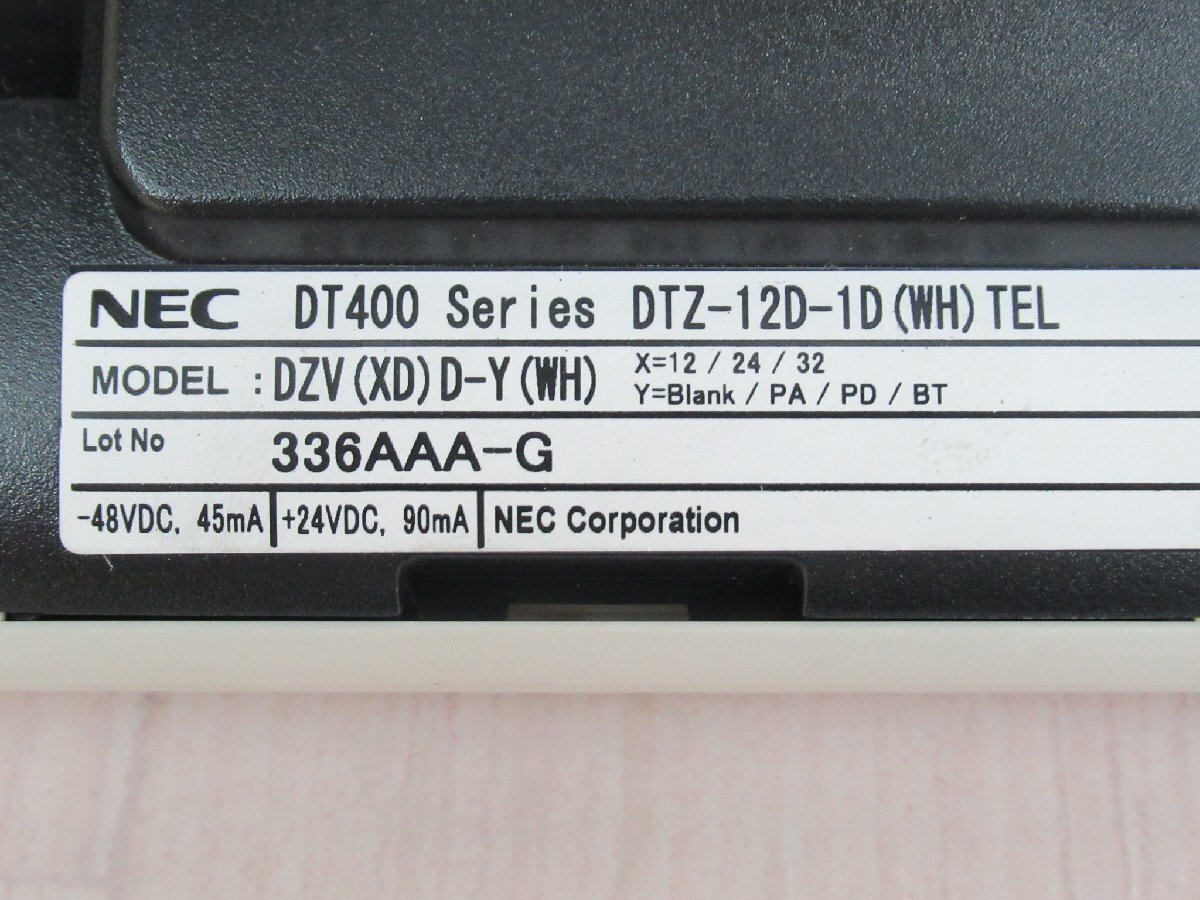 NEC DT400 Series DTZ-12D-1D(WH)TEL
MODEL : DZV(XD)D-Y(WH) X=12 / 24 / 32
Y=Blank / PA / PD / BT
Lot No 336AAA-G
-48VDC, 45mA +24VDC, 90mA NEC Corporation